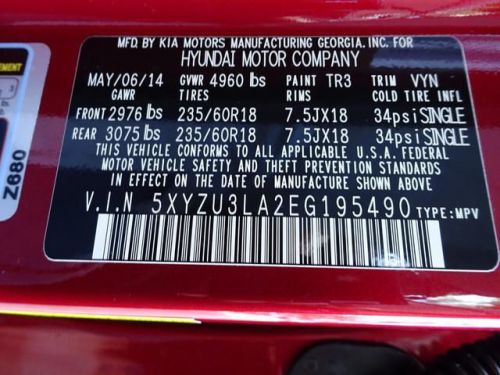 MFD. BY KIA MOTORS MANUFACTURING GEORGIA, INC. FOR
HYUNDAI MOTOR COMPANY
MAY/06/14 GVWR 4960 lbs PAINT TR3 TRIM VYN
GAWR TIRES RIMS COLD TIRE INFL
FRONT 2976 lbs 235/60R18 7.5JX18 34psi SINGLE
REAR 3075 lbs 235/60R18 7.5JX18 34psi SINGLE
THIS VEHICLE CONFORMS TO ALL APPLICABLE U.S.A. FEDERAL
MOTOR VEHICLE SAFETY AND THEFT PREVENTION STANDARDS
IN EFFECT ON THE DATE OF MANUFACTURE SHOWN ABOVE
V.I.N 5XYZU3LA2EG195490 TYPE: MPV
Z880